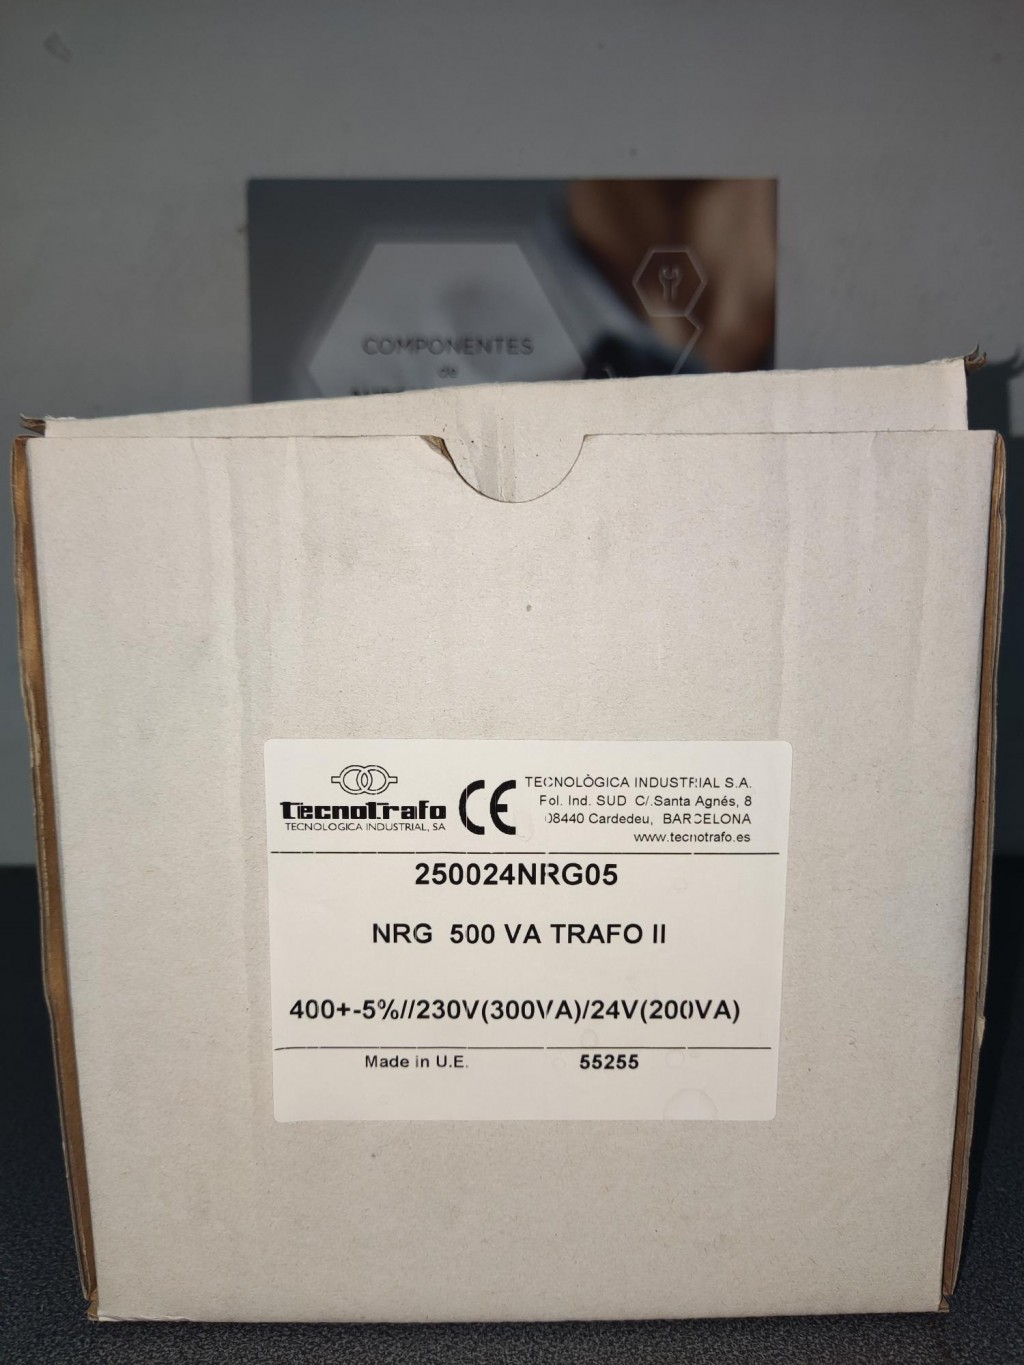 COMPONENTES
de
tecnotrafo
TECNOLOGICA INDUSTRIAL, SA
CE
TECNOLÒGICA INDUSTRIAL S.A.
Pol. Ind. SUD C/.Santa Agnés, 8
08440 Cardedeu, BARCELONA
www.tecnotrafo.es
250024NRG05
NRG 500 VA TRAFO II
400+-5%//230V(300VA)/24V(200VA)
Made in U.E. 55255